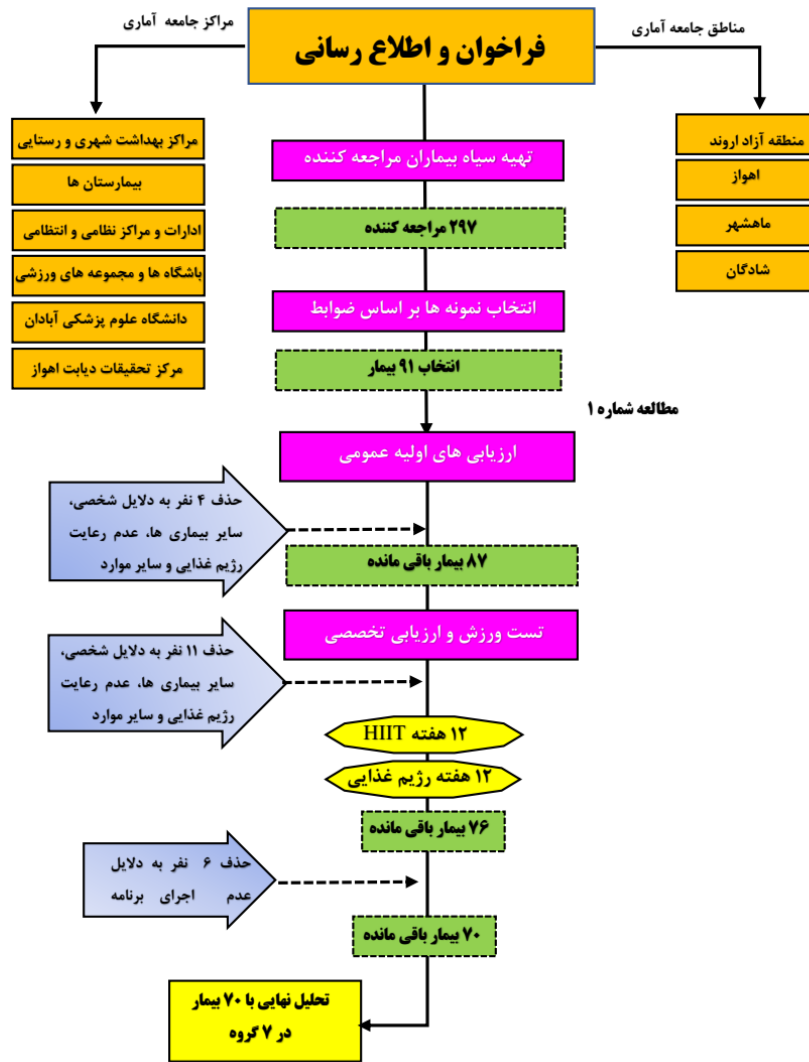 مناطق جامعه آماری
فراخوان و اطلاع رسانی
مراکز جامعه آماری
منطقه آزاد اروند
اهواز
ماهشهر
شادگان
مراکز بهداشت شهری و رستایی
بیمارستان ها
ادارات و مراکز نظامی و انتظامی
باشگاه ها و مجموعه های ورزشی
دانشگاه علوم پزشکی آبادان
مرکز تحقیقات دیابت اهواز
تهیه سیاه بیماران مراجعه کننده
۲۹۷ مراجعه کننده
انتخاب نمونه ها بر اساس ضوابط
انتخاب ۹۱ بیمار
مطالعه شماره ۱
ارزیابی های اولیه عمومی
حذف ۴ نفر به دلایل شخصی،
سایر بیماری ها، عدم رعایت
رژیم غذایی و سایر موارد
۸۷ بیمار باقی مانده
تست ورزش و ارزیابی تخصصی
حذف ۱۱ نفر به دلایل شخصی،
سایر بیماری ها، عدم رعایت
رژیم غذایی و سایر موارد
۱۲ هفته HIIT
۱۲ هفته رژیم غذایی
۷۶ بیمار باقی مانده
حذف ۶ نفر به دلایل
عدم اجرای برنامه
۷۰ بیمار باقی مانده
تحلیل نهایی با ۷۰ بیمار
در ۷ گروه